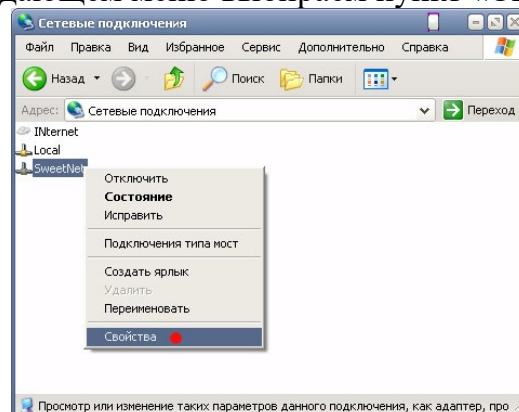 Сетевые подключения
Файл Правка Вид Избранное Сервис Дополнительно Справка
Назад Поиск Папки
Адрес: Сетевые подключения Переход
INternet
Local
SweetNet
Отключить
Состояние
Исправить
Подключения типа мост
Создать ярлык
Удалить
Переименовать
Свойства
Просмотр или изменение таких параметров данного подключения, как адаптер, про